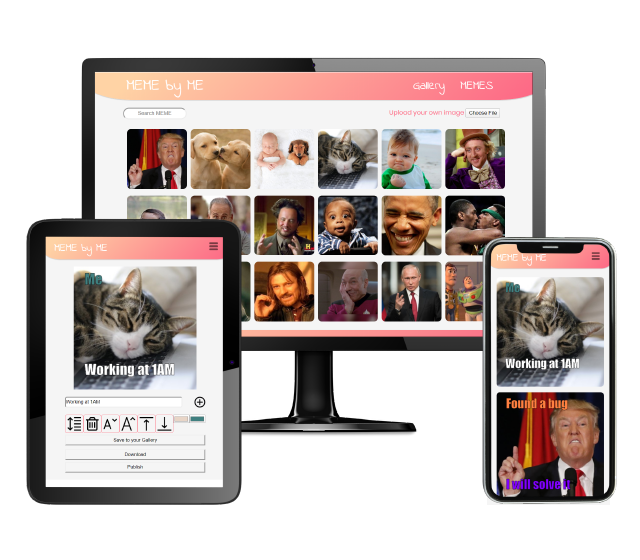 MEME by ME
Gallery MEMES
Search MEME
Upload your own image Choose File
H
MEME by ME
Me
Working at 1AM
Working at 1AM
Save to your Gallery
Download
Publish
MEME by ME
Me
Working at 1AM
Found a bug
I will solve it